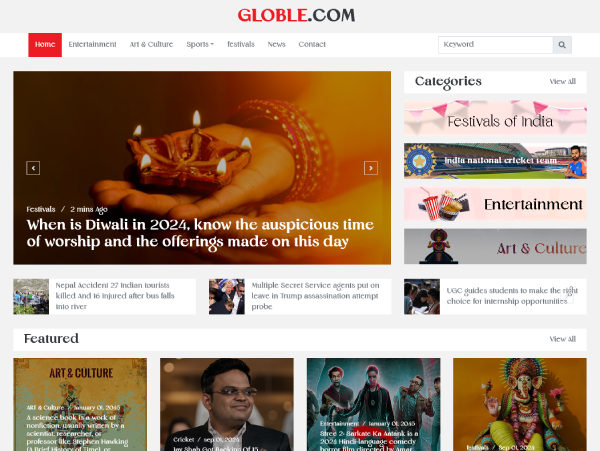 GLOBLE.COM
Home Entertainment Art & Culture Sports festivals News Contact
Keyword
Festivals / 2 mins Ago
When is Diwali in 2024, know the auspicious time
of worship and the offerings made on this day
Categories View All
Festivals of India
India national cricket team
Entertainment
Art & Culture
Nepal Accident 27 Indian tourists
killed And 16 injured after bus falls
into river
Multiple Secret Service agents put on
leave in Trump assassination attempt
probe
UGC guides students to make the right
choice for internship opportunities...
Featured View All
ART & CULTURE
ART & Culture / January 01, 2045
A science book is a work of
nonfiction, usually written by a
scientist, researcher, or
professor like Stephen Hawking
(A Brief History of Time), or
Cricket / sep 01, 2024
Jay Shah Got Backing Of 15
Entertainment / January 01, 2045
Stree 2: Sarkate Ka Aatank is a
2024 Hindi-language comedy
horror film directed by Amar
festivals / Sep 01, 2024